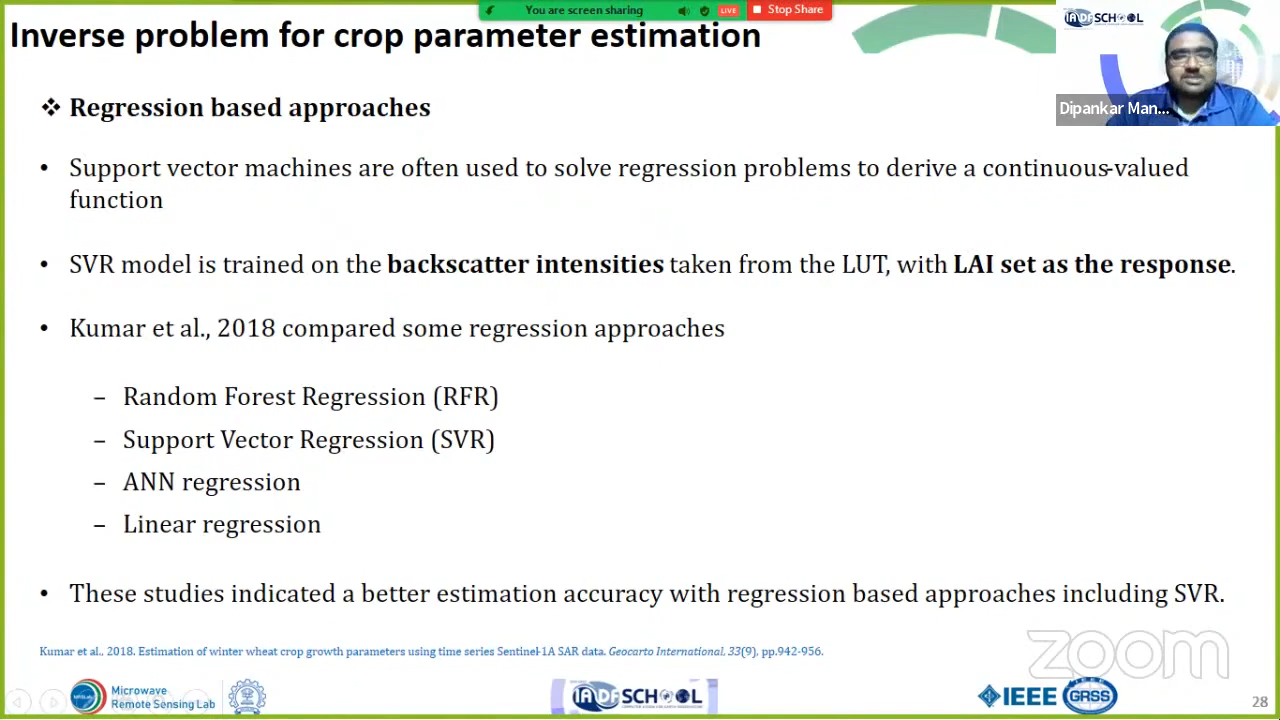 You are screen sharing
LIVE
Stop Share
Inverse problem for crop parameter estimation
IADF SCHOOL
Dipankar Man...
❖ Regression based approaches
• Support vector machines are often used to solve regression problems to derive a continuous-valued
function
• SVR model is trained on the backscatter intensities taken from the LUT, with LAI set as the response.
• Kumar et al., 2018 compared some regression approaches
– Random Forest Regression (RFR)
– Support Vector Regression (SVR)
– ANN regression
– Linear regression
• These studies indicated a better estimation accuracy with regression based approaches including SVR.
Kumar et al., 2018. Estimation of winter wheat crop growth parameters using time series Sentinel-1A SAR data. Geocarto International, 33(9), pp.942-956.
zoom
Microwave
Remote Sensing Lab
IADF SCHOOL
IEEE
GRSS
28